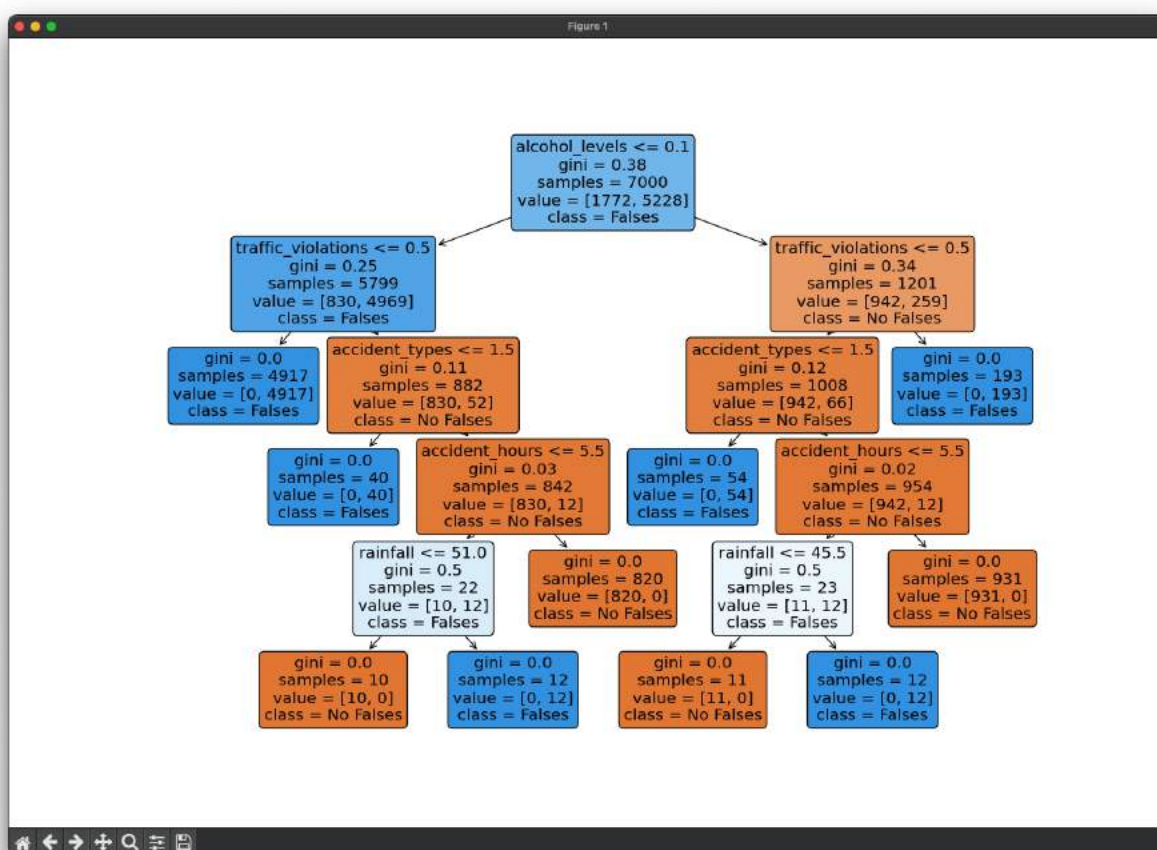 Figure 1
alcohol_levels <= 0.1
gini = 0.38
samples = 7000
value = [1772, 5228]
class = Falses
traffic_violations <= 0.5
gini = 0.25
samples = 5799
value = [830, 4969]
class = Falses
traffic_violations <= 0.5
gini = 0.34
samples = 1201
value = [942, 259]
class = No Falses
gini = 0.0
samples = 4917
value = [0, 4917]
class = Falses
accident_types <= 1.5
gini = 0.11
samples = 882
value = [830, 52]
class = No Falses
accident_types <= 1.5
gini = 0.12
samples = 1008
value = [942, 66]
class = No Falses
gini = 0.0
samples = 193
value = [0, 193]
class = Falses
gini = 0.0
samples = 40
value = [0, 40]
class = Falses
accident_hours <= 5.5
gini = 0.03
samples = 842
value = [830, 12]
class = No Falses
gini = 0.0
samples = 54
value = [0, 54]
class = Falses
accident_hours <= 5.5
gini = 0.02
samples = 954
value = [942, 12]
class = No Falses
rainfall <= 51.0
gini = 0.5
samples = 22
value = [10, 12]
class = Falses
gini = 0.0
samples = 820
value = [820, 0]
class = No Falses
rainfall <= 45.5
gini = 0.5
samples = 23
value = [11, 12]
class = Falses
gini = 0.0
samples = 931
value = [931, 0]
class = No Falses
gini = 0.0
samples = 10
value = [10, 0]
class = No Falses
gini = 0.0
samples = 12
value = [0, 12]
class = Falses
gini = 0.0
samples = 11
value = [11, 0]
class = No Falses
gini = 0.0
samples = 12
value = [0, 12]
class = Falses